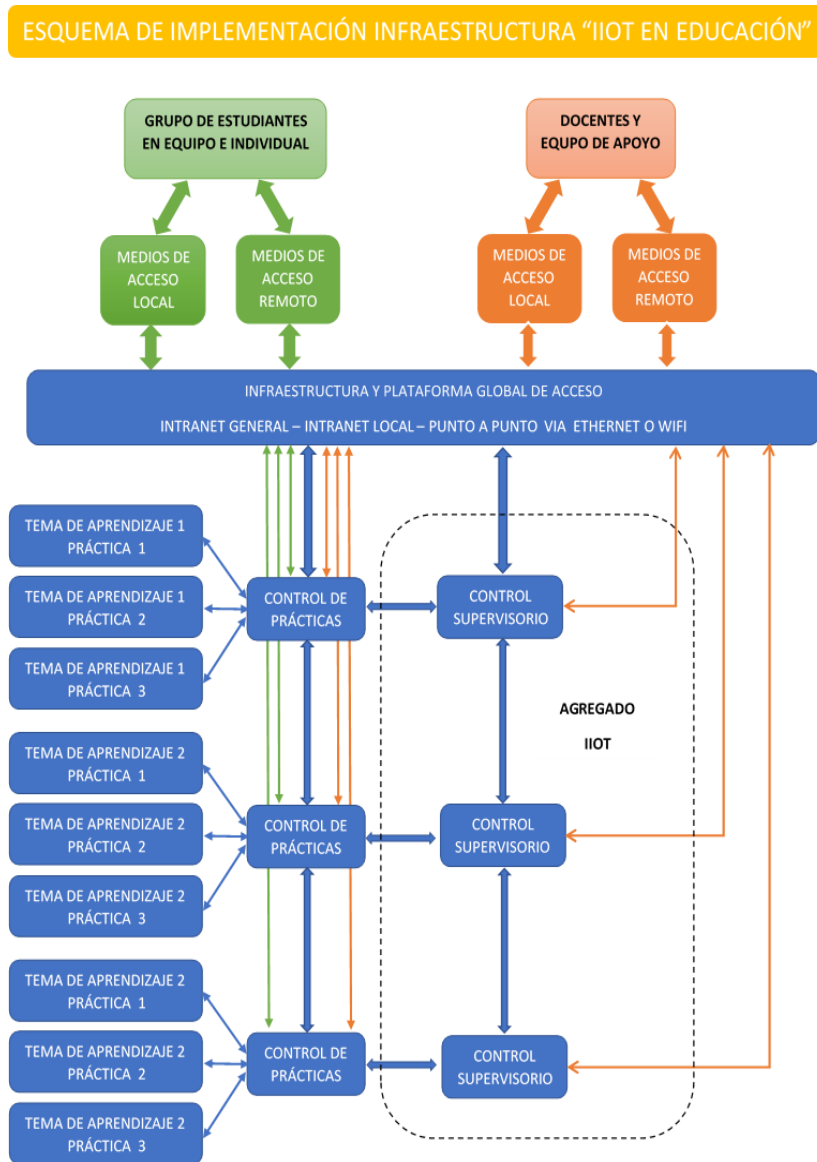 ESQUEMA DE IMPLEMENTACIÓN INFRAESTRUCTURA “IIOT EN EDUCACIÓN”
GRUPO DE ESTUDIANTES
EN EQUIPO E INDIVIDUAL
DOCENTES Y
EQUPO DE APOYO
MEDIOS DE
ACCESO
LOCAL
MEDIOS DE
ACCESO
REMOTO
MEDIOS DE
ACCESO
LOCAL
MEDIOS DE
ACCESO
REMOTO
INFRAESTRUCTURA Y PLATAFORMA GLOBAL DE ACCESO
INTRANET GENERAL – INTRANET LOCAL – PUNTO A PUNTO VIA ETHERNET O WIFI
TEMA DE APRENDIZAJE 1
PRÁCTICA 1
TEMA DE APRENDIZAJE 1
PRÁCTICA 2
TEMA DE APRENDIZAJE 1
PRÁCTICA 3
CONTROL DE
PRÁCTICAS
CONTROL
SUPERVISORIO
AGREGADO
IIOT
TEMA DE APRENDIZAJE 2
PRÁCTICA 1
TEMA DE APRENDIZAJE 2
PRÁCTICA 2
TEMA DE APRENDIZAJE 2
PRÁCTICA 3
CONTROL DE
PRÁCTICAS
CONTROL
SUPERVISORIO
TEMA DE APRENDIZAJE 2
PRÁCTICA 1
TEMA DE APRENDIZAJE 2
PRÁCTICA 2
TEMA DE APRENDIZAJE 2
PRÁCTICA 3
CONTROL DE
PRÁCTICAS
CONTROL
SUPERVISORIO